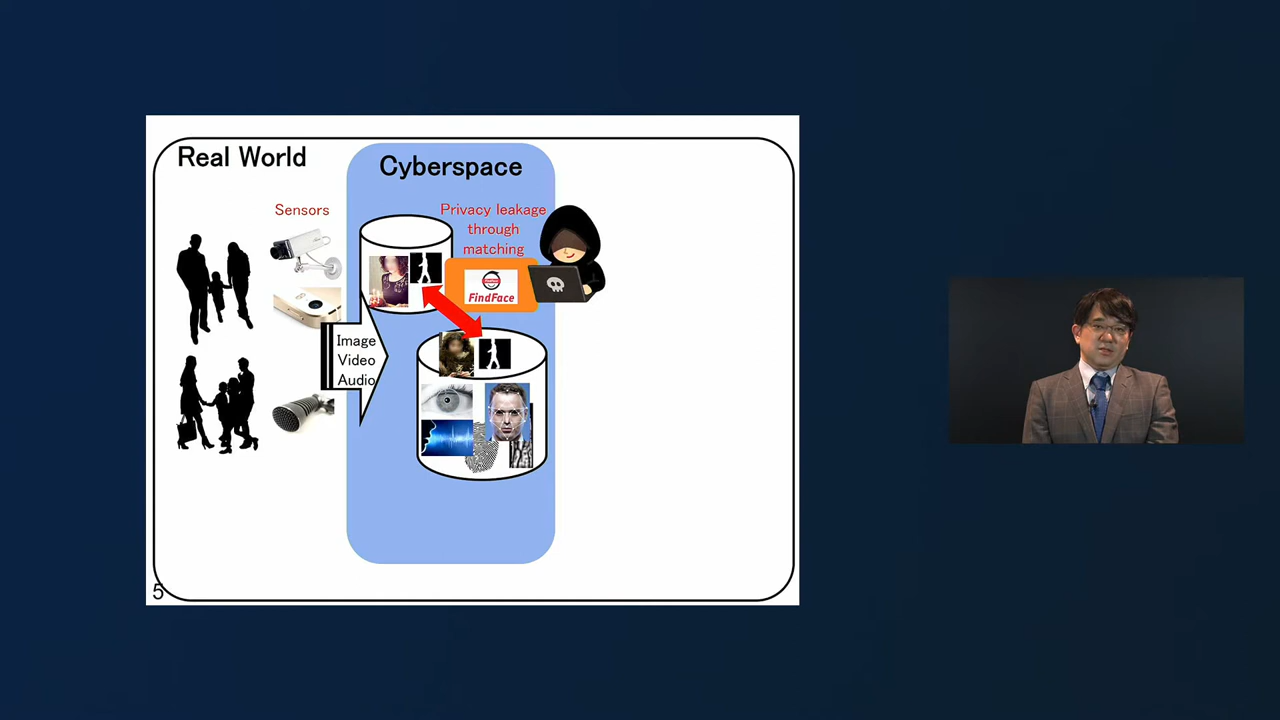 Real World
Cyberspace
Sensors
Privacy leakage
through
matching
FindFace
Image
Video
Audio
5